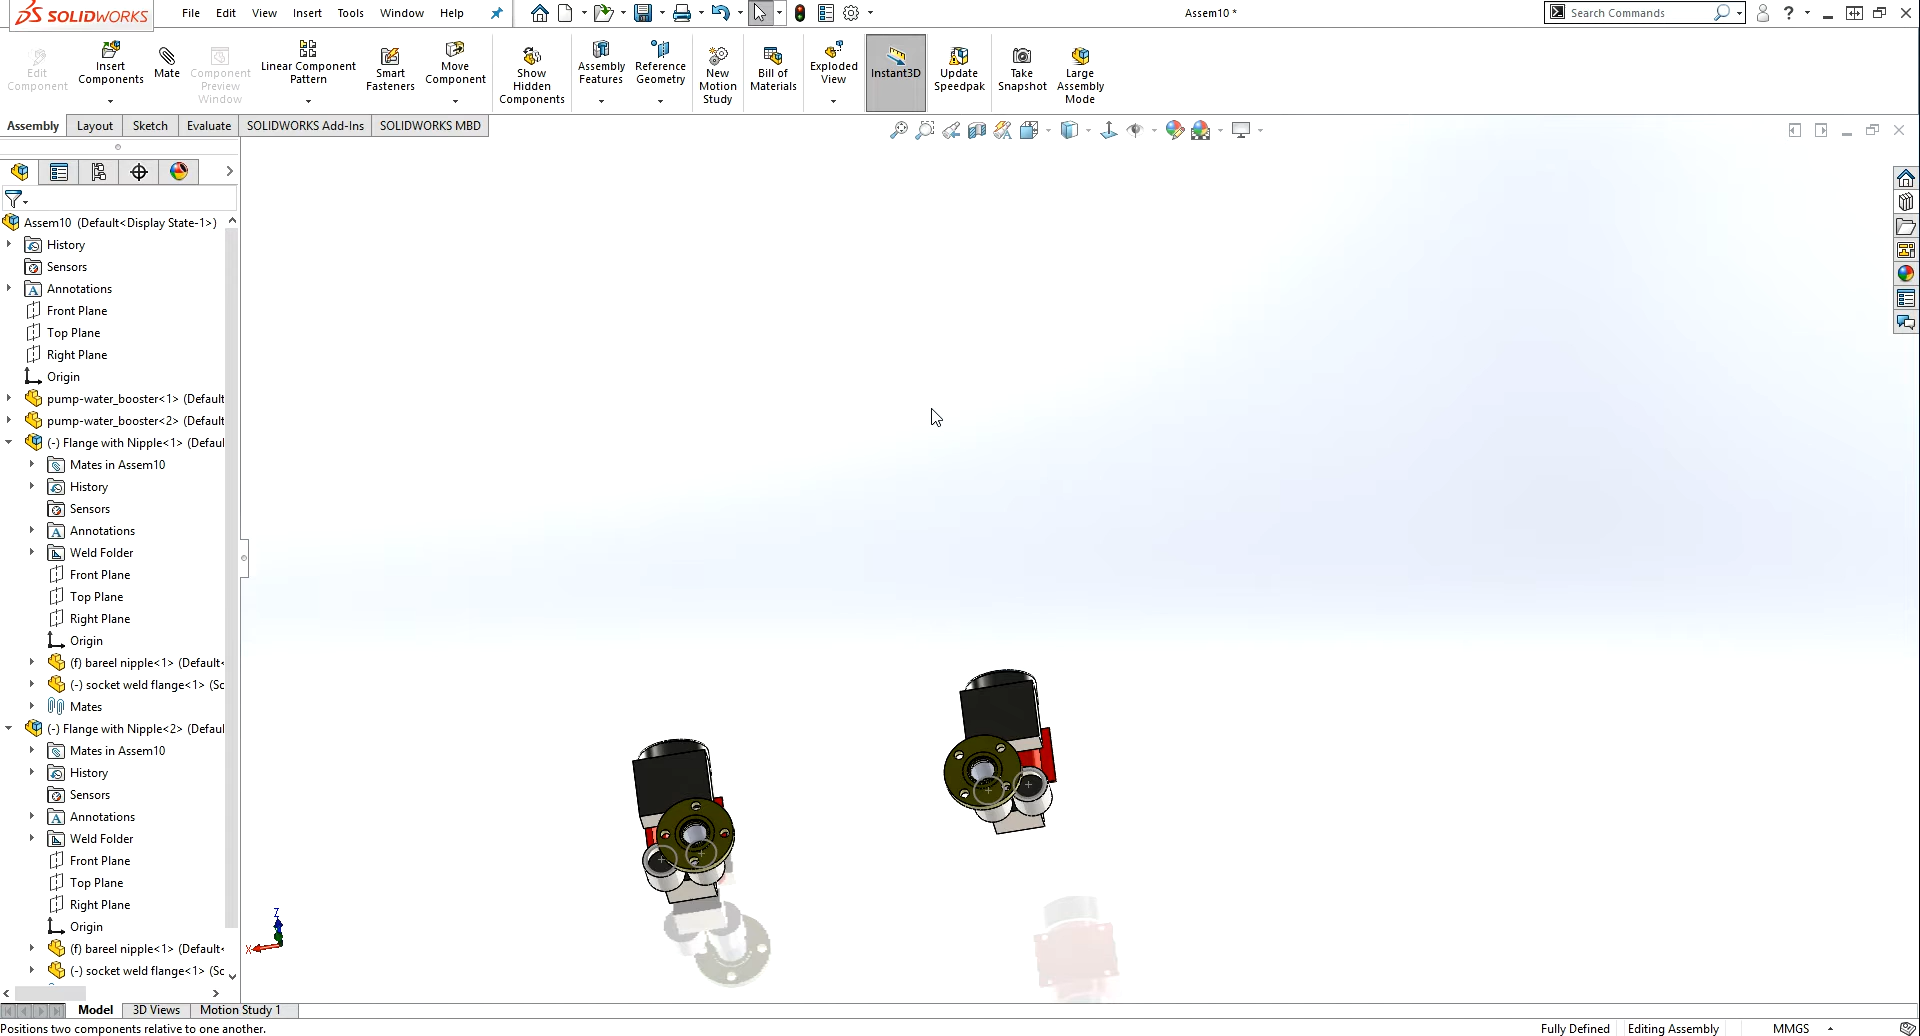 SOLIDWORKS File Edit View Insert Tools Window Help Assem10 * Search Commands
Edit Component
Insert Components
Mate
Component Preview Window
Linear Component Pattern
Smart Fasteners
Move Component
Show Hidden Components
Assembly Features
Reference Geometry
New Motion Study
Bill of Materials
Exploded View
Instant3D
Update Speedpak
Take Snapshot
Large Assembly Mode
Assembly Layout Sketch Evaluate SOLIDWORKS Add-Ins SOLIDWORKS MBD
Assem10 (Default<Display State-1>)
History
Sensors
Annotations
Front Plane
Top Plane
Right Plane
Origin
pump-water_booster<1> (Default
pump-water_booster<2> (Default
(-) Flange with Nipple<1> (Defaul
Mates in Assem10
History
Sensors
Annotations
Weld Folder
Front Plane
Top Plane
Right Plane
Origin
(f) bareel nipple<1> (Default<
(-) socket weld flange<1> (Sc
Mates
(-) Flange with Nipple<2> (Defaul
Mates in Assem10
History
Sensors
Annotations
Weld Folder
Front Plane
Top Plane
Right Plane
Origin
(f) bareel nipple<1> (Default<
(-) socket weld flange<1> (Sc
Z
X
Model 3D Views Motion Study 1
Positions two components relative to one another. Fully Defined Editing Assembly MMGS